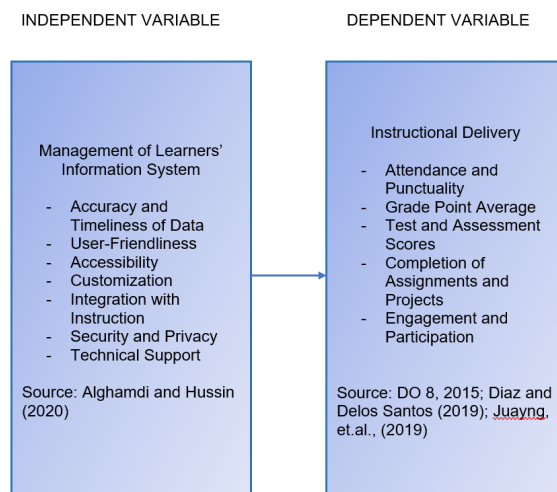 INDEPENDENT VARIABLE
DEPENDENT VARIABLE
Management of Learners'
Information System
- Accuracy and
Timeliness of Data
- User-Friendliness
- Accessibility
- Customization
- Integration with
Instruction
- Security and Privacy
- Technical Support
Source: Alghamdi and Hussin
(2020)
Instructional Delivery
- Attendance and
Punctuality
- Grade Point Average
- Test and Assessment
Scores
- Completion of
Assignments and
Projects
- Engagement and
Participation
Source: DO 8, 2015; Diaz and
Delos Santos (2019); Juayng,
et.al., (2019)